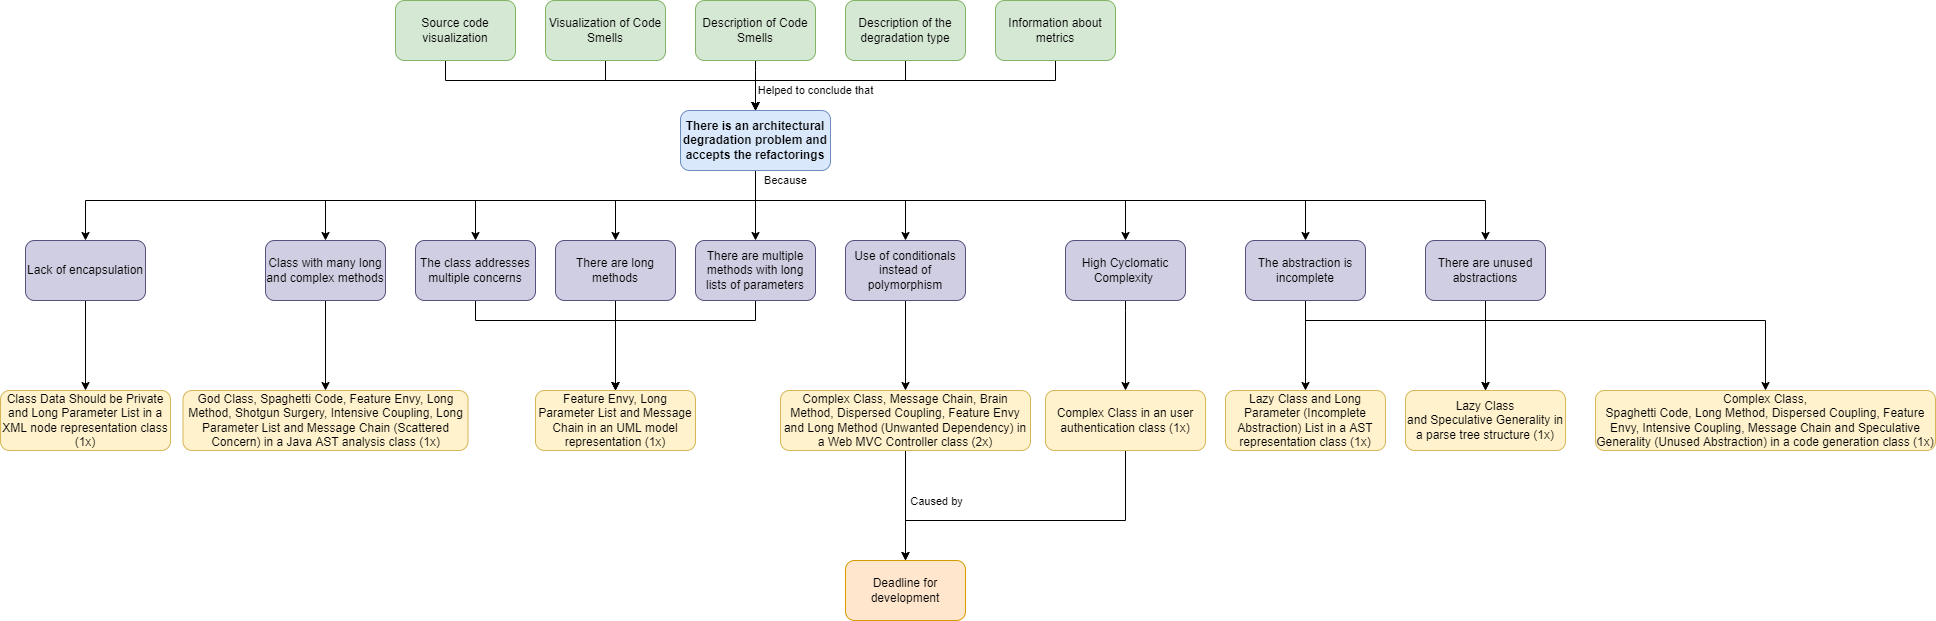 Source code
visualization
Visualization of Code
Smells
Description of Code
Smells
Description of the
degradation type
Information about
metrics
Helped to conclude that
There is an architectural
degradation problem and
accepts the refactorings
Because
Lack of encapsulation
Class with many long
and complex methods
The class addresses
multiple concerns
There are long
methods
There are multiple
methods with long
lists of parameters
Use of conditionals
instead of
polymorphism
High Cyclomatic
Complexity
The abstraction is
incomplete
There are unused
abstractions
Class Data Should be Private
and Long Parameter List in a
XML node representation class
(1x)
God Class, Spaghetti Code, Feature Envy, Long
Method, Shotgun Surgery, Intensive Coupling, Long
Parameter List and Message Chain (Scattered
Concern) in a Java AST analysis class (1x)
Feature Envy, Long
Parameter List and Message
Chain in an UML model
representation (1x)
Complex Class, Message Chain, Brain
Method, Dispersed Coupling, Feature Envy
and Long Method (Unwanted Dependency) in
a Web MVC Controller class (2x)
Complex Class in an user
authentication class (1x)
Lazy Class and Long
Parameter (Incomplete
Abstraction) List in a AST
representation class (1x)
Lazy Class
and Speculative Generality in
a parse tree structure (1x)
Complex Class,
Spaghetti Code, Long Method, Dispersed Coupling, Feature
Envy, Intensive Coupling, Message Chain and Speculative
Generality (Unused Abstraction) in a code generation class (1x)
Caused by
Deadline for
development